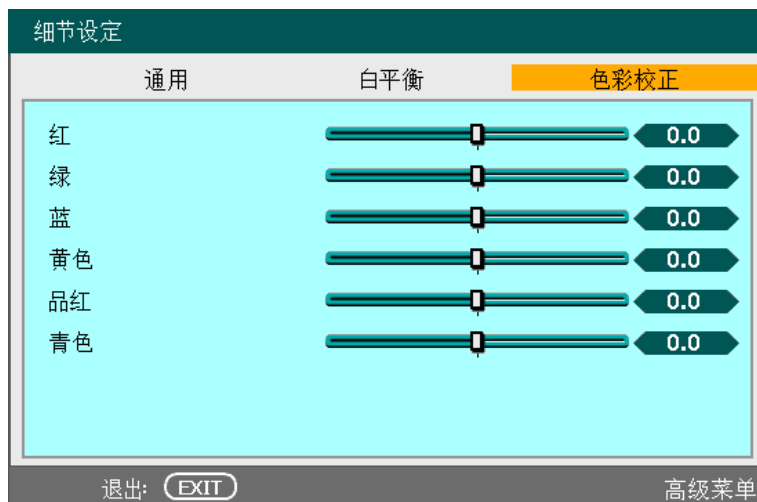 细节设定
通用 白平衡 色彩校正
红 0.0
绿 0.0
蓝 0.0
黄色 0.0
品红 0.0
青色 0.0
退出: EXIT 高级菜单